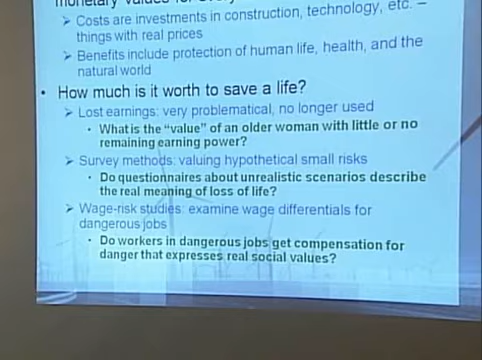 monetary values for
➤ Costs are investments in construction, technology, etc. –
things with real prices
➤ Benefits include protection of human life, health, and the
natural world
• How much is it worth to save a life?
➤ Lost earnings: very problematical, no longer used
• What is the “value” of an older woman with little or no
remaining earning power?
➤ Survey methods: valuing hypothetical small risks
• Do questionnaires about unrealistic scenarios describe
the real meaning of loss of life?
➤ Wage-risk studies: examine wage differentials for
dangerous jobs
• Do workers in dangerous jobs get compensation for
danger that expresses real social values?